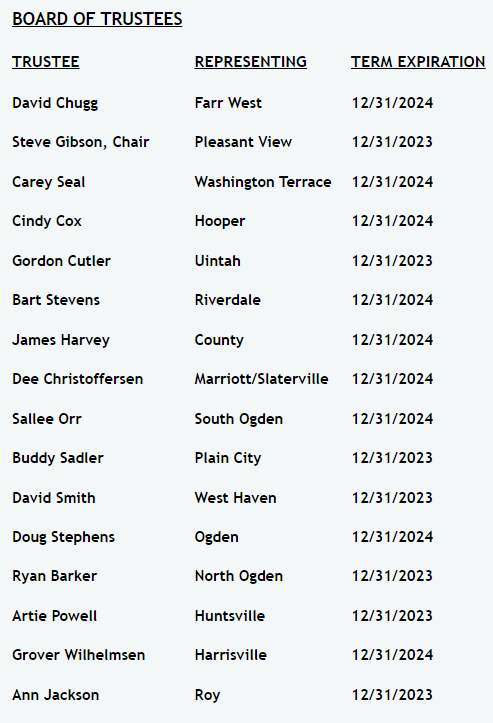 BOARD OF TRUSTEES
TRUSTEE REPRESENTING TERM EXPIRATION
David Chugg Farr West 12/31/2024
Steve Gibson, Chair Pleasant View 12/31/2023
Carey Seal Washington Terrace 12/31/2024
Cindy Cox Hooper 12/31/2024
Gordon Cutler Uintah 12/31/2023
Bart Stevens Riverdale 12/31/2024
James Harvey County 12/31/2024
Dee Christoffersen Marriott/Slaterville 12/31/2024
Sallee Orr South Ogden 12/31/2024
Buddy Sadler Plain City 12/31/2023
David Smith West Haven 12/31/2023
Doug Stephens Ogden 12/31/2024
Ryan Barker North Ogden 12/31/2023
Artie Powell Huntsville 12/31/2023
Grover Wilhelmsen Harrisville 12/31/2024
Ann Jackson Roy 12/31/2023